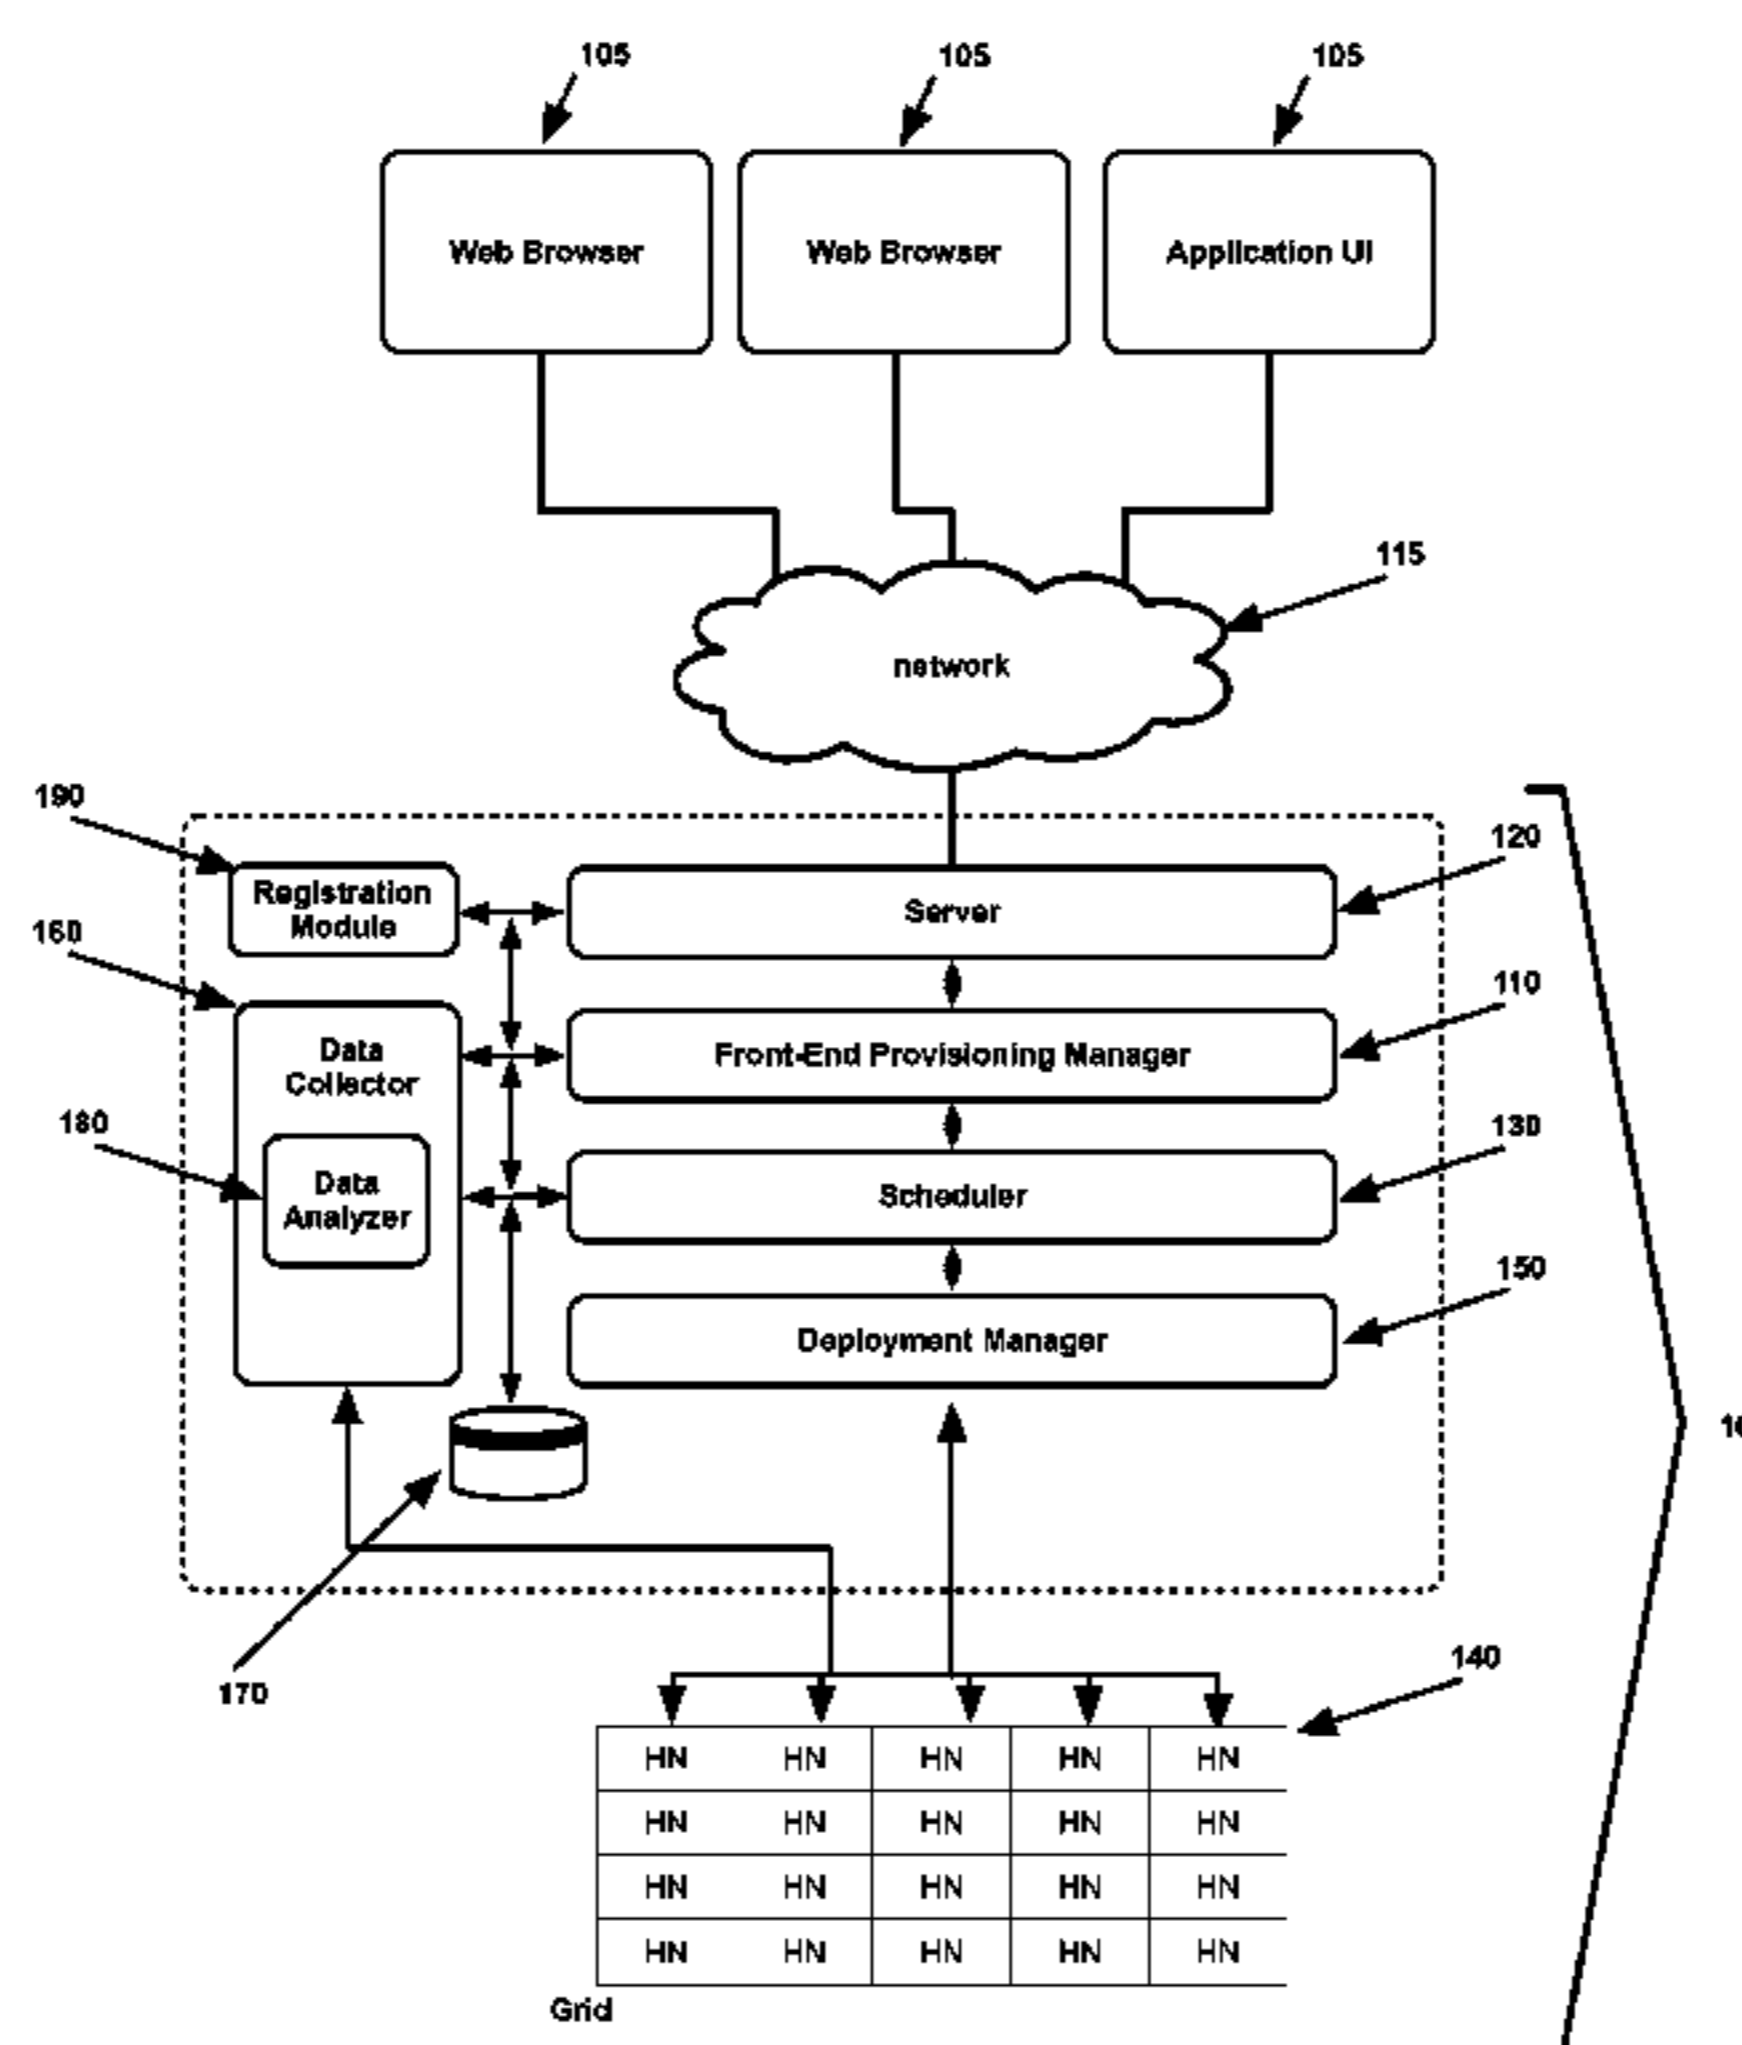 105 105 105
Web Browser Web Browser Application UI
115
network
190
120
Registration
Module
Server
160
110
Data
Collector
Front-End Provisioning Manager
180
130
Data
Analyzer
Scheduler
150
Deployment Manager
170
140
HN HN HN HN HN
HN HN HN HN HN
HN HN HN HN HN
HN HN HN HN HN
Grid